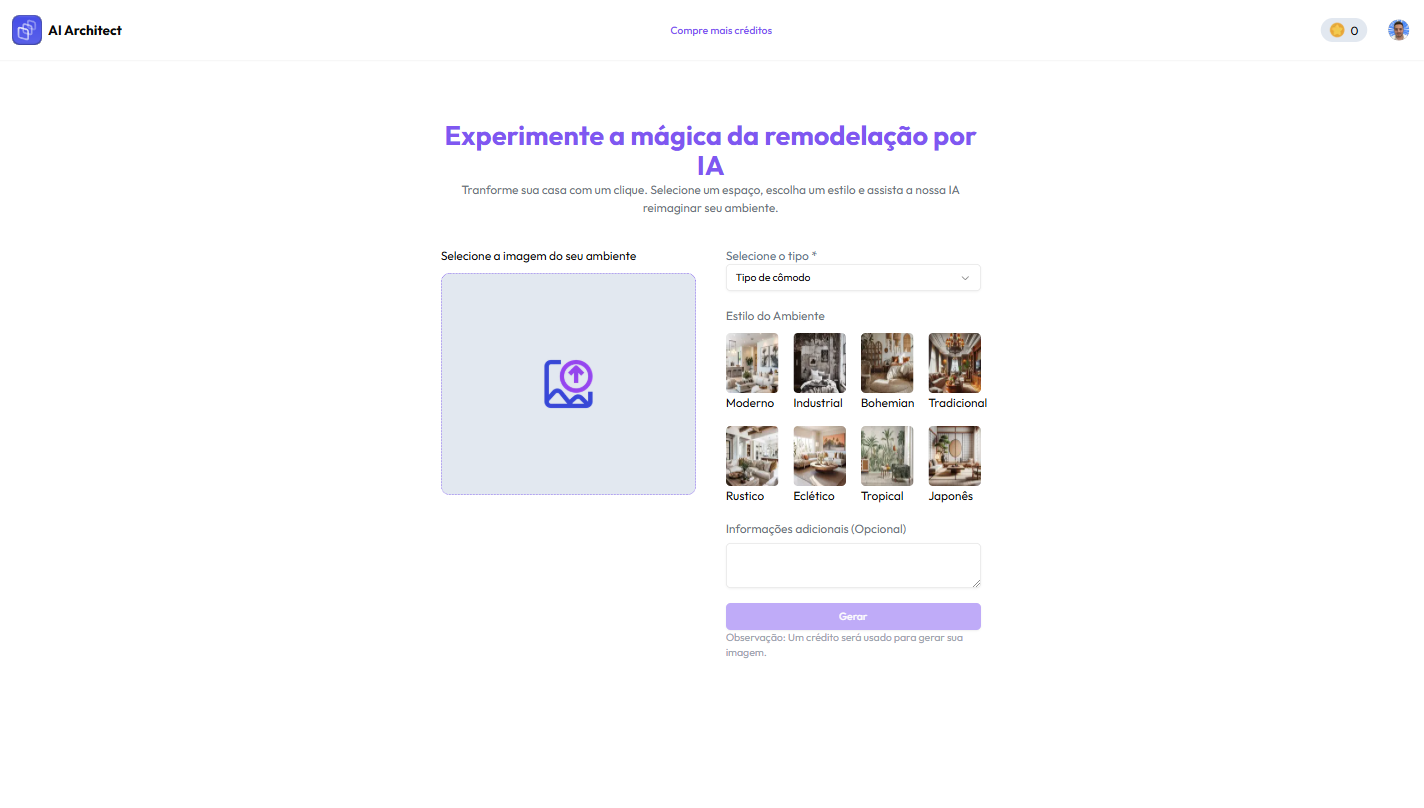 AI Architect
Compre mais créditos
0
Experimente a mágica da remodelação por
IA
Tranforme sua casa com um clique. Selecione um espaço, escolha um estilo e assista a nossa IA
reimaginar seu ambiente.
Selecione a imagem do seu ambiente
Selecione o tipo *
Tipo de cômodo
Estilo do Ambiente
Moderno
Industrial
Bohemian
Tradicional
Rustico
Eclético
Tropical
Japonês
Informações adicionais (Opcional)
Gerar
Observação: Um crédito será usado para gerar sua
imagem.